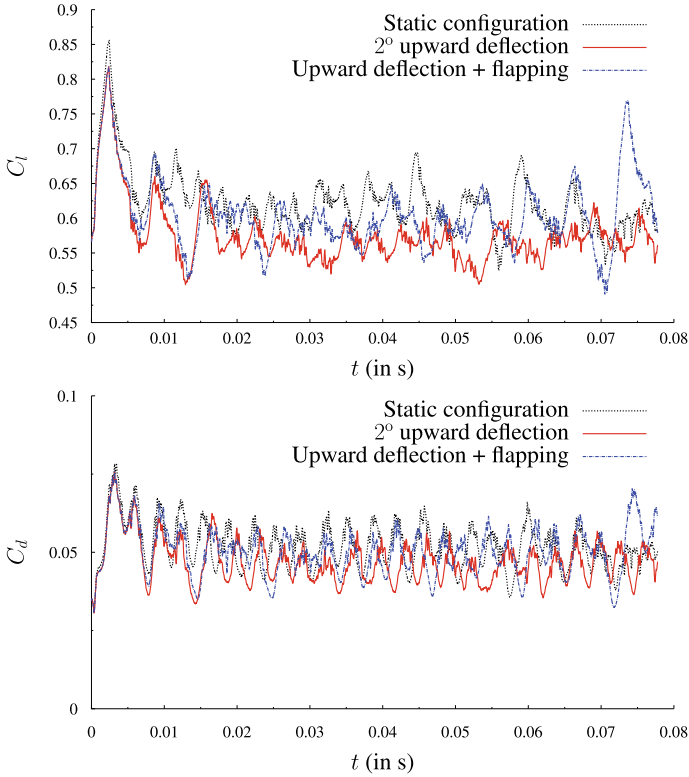 0.9
0.85
0.8
0.75
0.7
0.65
0.6
0.55
0.5
0.45
C_l
Static configuration
2° upward deflection
Upward deflection + flapping
0 0.01 0.02 0.03 0.04 0.05 0.06 0.07 0.08
t (in s)
0.1
0.05
0
C_d
Static configuration
2° upward deflection
Upward deflection + flapping
0 0.01 0.02 0.03 0.04 0.05 0.06 0.07 0.08
t (in s)